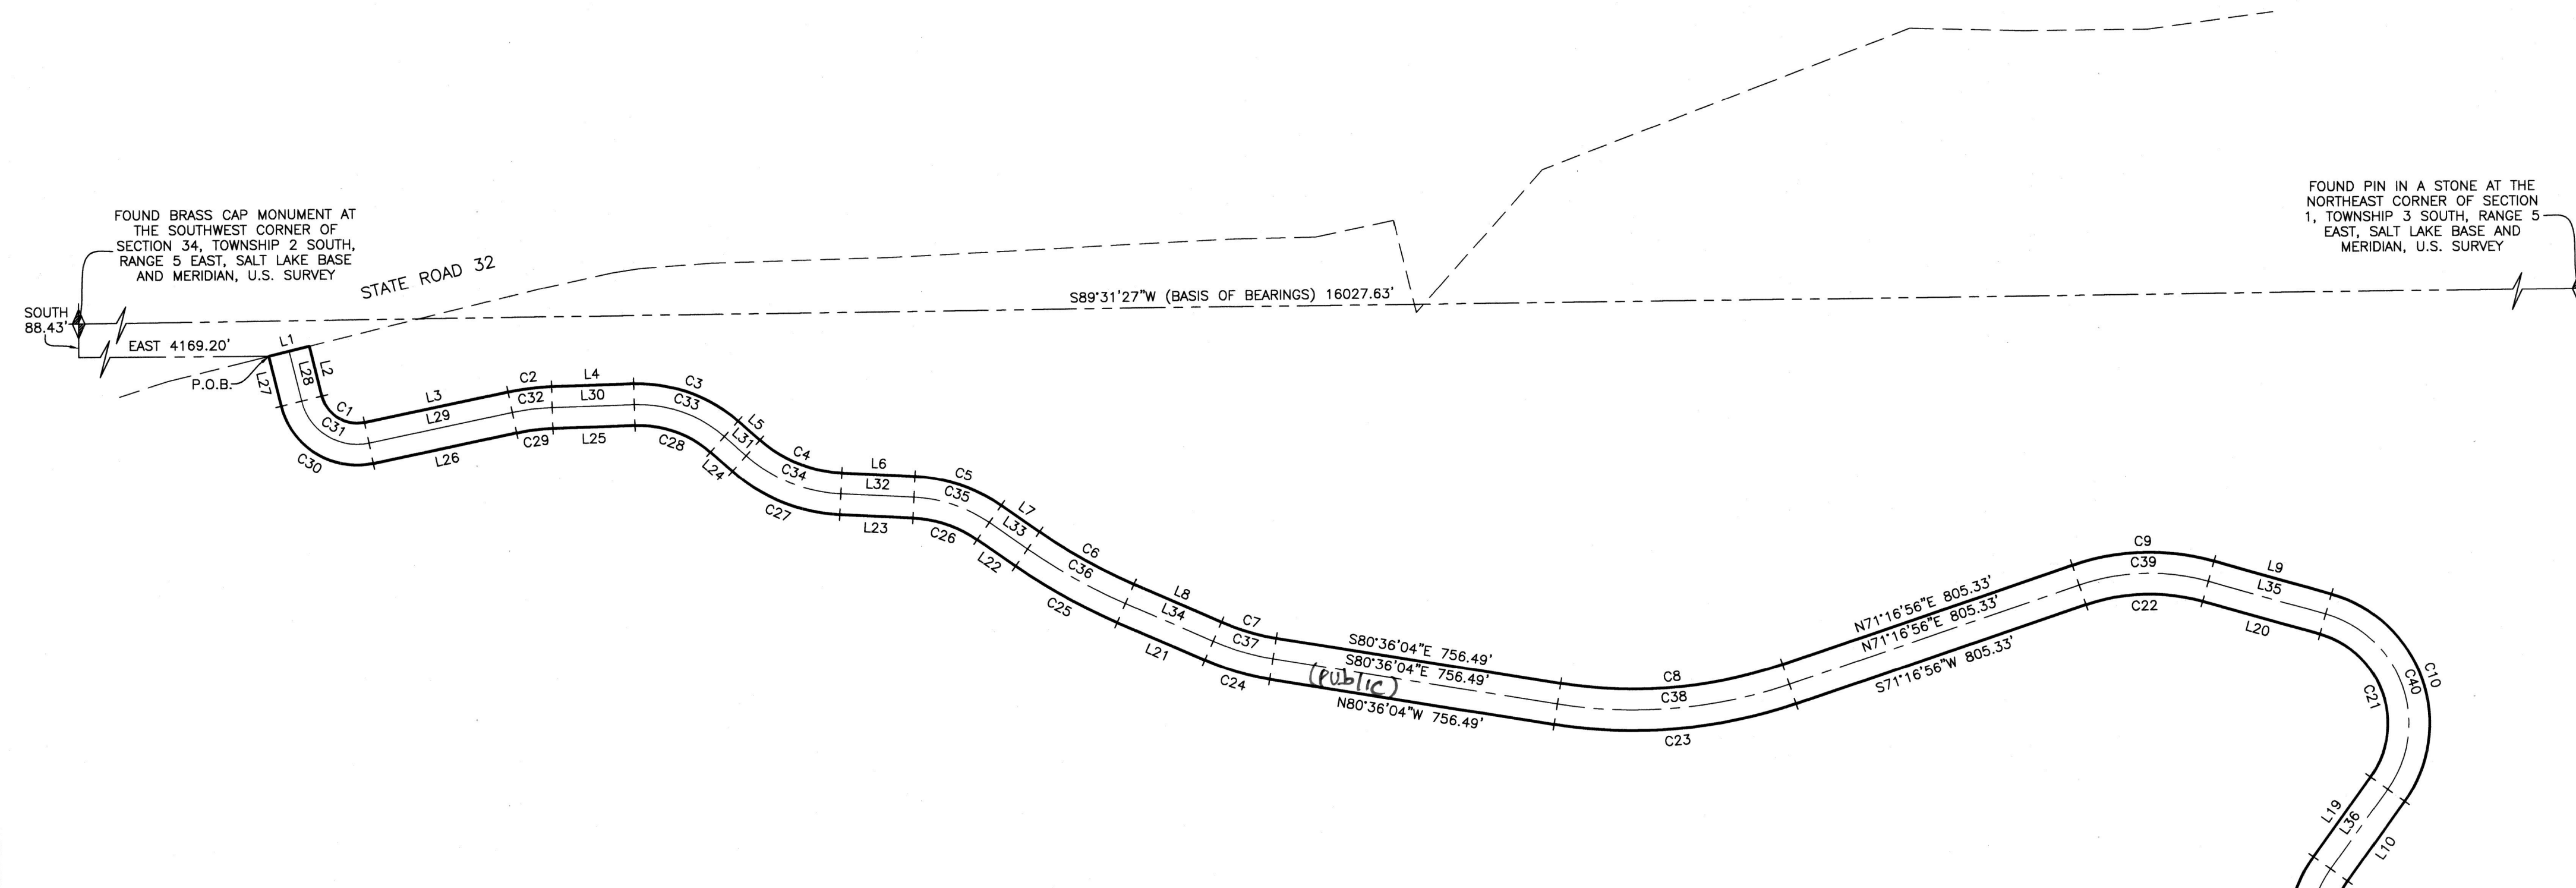 FOUND BRASS CAP MONUMENT AT
THE SOUTHWEST CORNER OF
SECTION 34, TOWNSHIP 2 SOUTH,
RANGE 5 EAST, SALT LAKE BASE
AND MERIDIAN, U.S. SURVEY
FOUND PIN IN A STONE AT THE
NORTHEAST CORNER OF SECTION
1, TOWNSHIP 3 SOUTH, RANGE 5
EAST, SALT LAKE BASE AND
MERIDIAN, U.S. SURVEY
STATE ROAD 32
S89°31'27"W (BASIS OF BEARINGS) 16027.63'
SOUTH
88.43'
EAST 4169.20'
P.O.B.
L1
L27
L28
L2
C1
C31
C30
L3
L29
L26
C2
C32
C29
L4
L30
L25
C3
C33
C28
L5
L31
L24
C4
C34
C27
L6
L32
L23
C5
C35
C26
L7
L33
L22
C6
C36
C25
L8
L34
L21
C7
C37
C24
S80°36'04"E 756.49'
S80°36'04"E 756.49'
(public)
N80°36'04"W 756.49'
C8
C38
C23
N71°16'56"E 805.33'
N71°16'56"E 805.33'
S71°16'56"W 805.33'
C9
C39
C22
L9
L35
L20
C10
C40
C21
L19
L36
L10